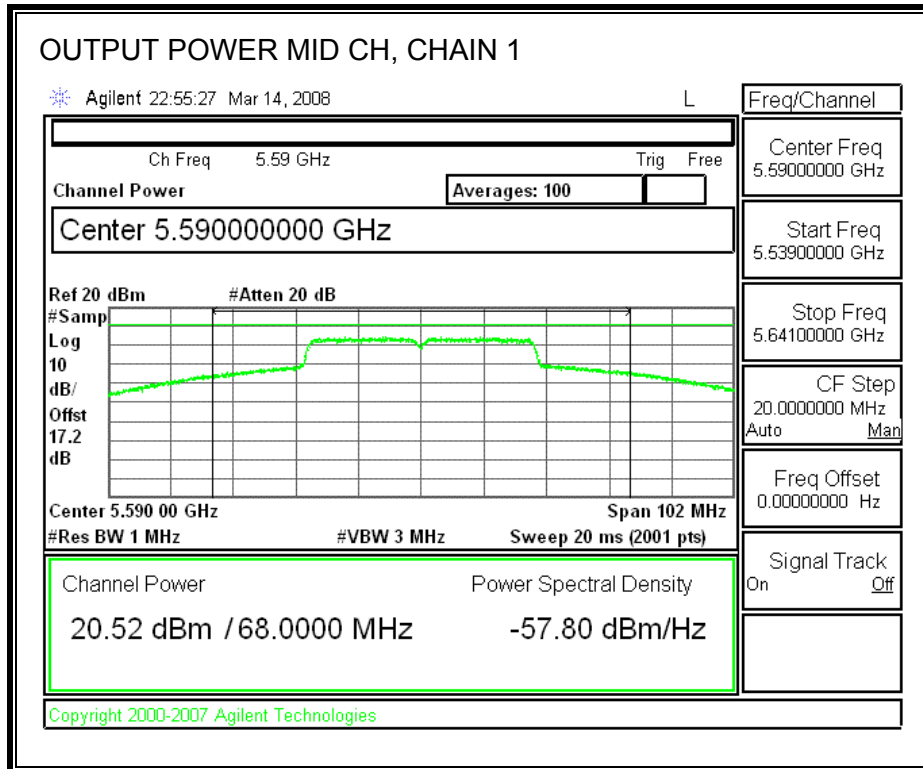 OUTPUT POWER MID CH, CHAIN 1
Agilent 22:55:27 Mar 14, 2008 L
Freq/Channel
Ch Freq 5.59 GHz Trig Free
Channel Power Averages: 100
Center 5.590000000 GHz
Ref 20 dBm #Atten 20 dB
#Samp
Log
10
dB/
Offst
17.2
dB
Center 5.590 00 GHz Span 102 MHz
#Res BW 1 MHz #VBW 3 MHz Sweep 20 ms (2001 pts)
Channel Power Power Spectral Density
20.52 dBm / 68.0000 MHz -57.80 dBm/Hz
Copyright 2000-2007 Agilent Technologies
Center Freq
5.59000000 GHz
Start Freq
5.53900000 GHz
Stop Freq
5.64100000 GHz
CF Step
20.0000000 MHz
Auto Man
Freq Offset
0.00000000 Hz
Signal Track
On Off